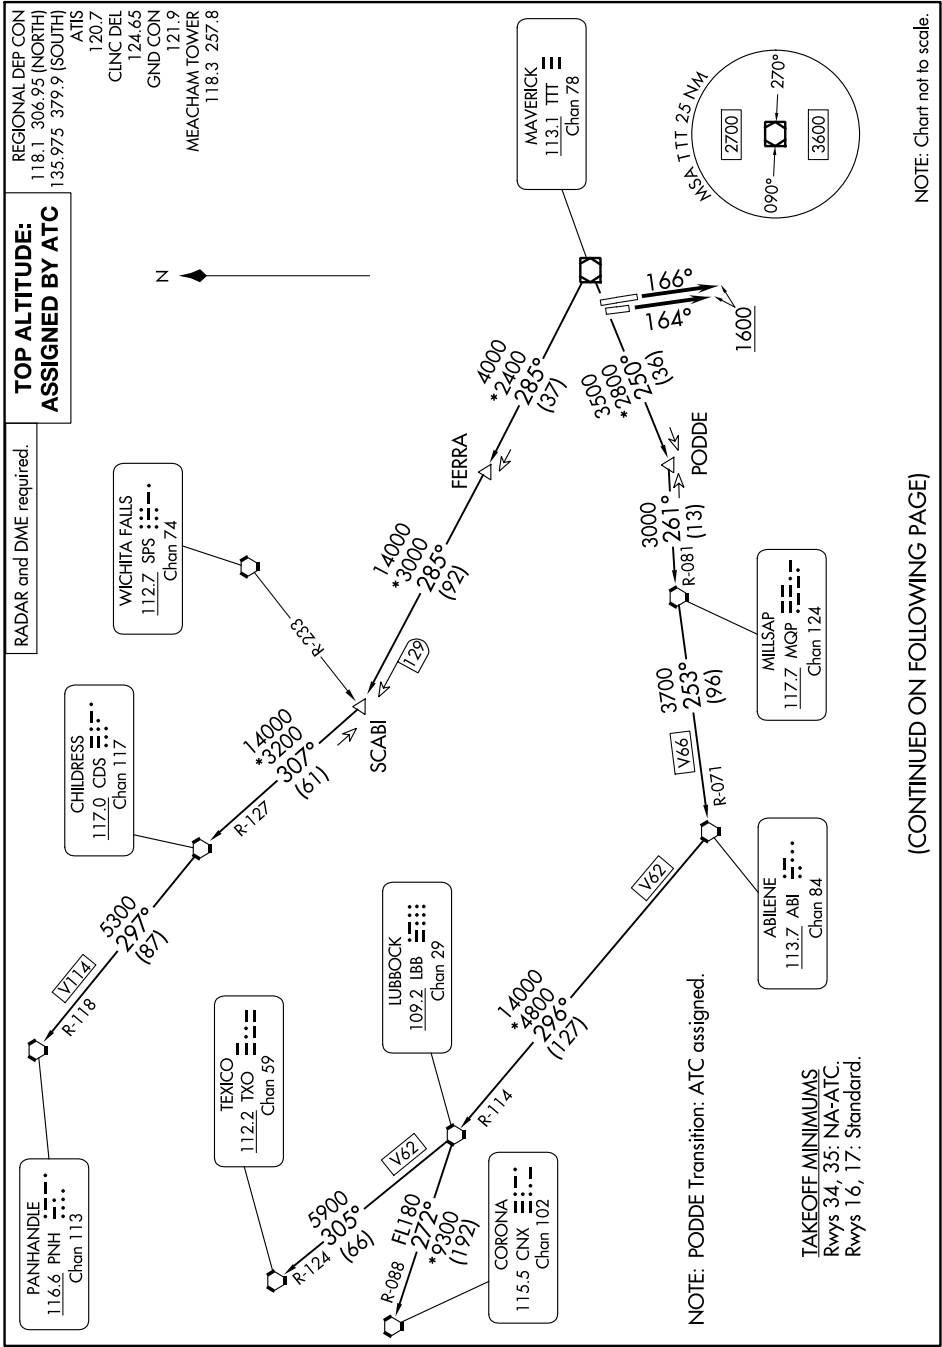 RADAR and DME required.
TOP ALTITUDE:
ASSIGNED BY ATC
REGIONAL DEP CON
118.1 306.95 (NORTH)
135.975 379.9 (SOUTH)
ATIS
120.7
CLNC DEL
124.65
GND CON
121.9
MEACHAM TOWER
118.3 257.8
N
PANHANDLE
116.6 PNH
Chan 113
R-118
V114
5300
297°
(87)
CHILDRESS
117.0 CDS
Chan 117
R-127
14000
*3200
307°
(61)
WICHITA FALLS
112.7 SPS
Chan 74
R-233
SCABI
129
14000
*3000
285°
(92)
FERRA
4000
*2400
285°
(37)
MAVERICK
113.1 TTT
Chan 78
TEXICO
112.2 TXO
Chan 59
R-124
5900
305°
(66)
V62
LUBBOCK
109.2 LBB
Chan 29
R-114
CORONA
115.5 CNX
Chan 102
R-088
FL180
272°
*9300
(192)
14000
*4800
296°
(127)
V62
ABILENE
113.7 ABI
Chan 84
R-071
V66
3700
253°
(96)
MILLSAP
117.7 MQP
Chan 124
R-081
3000
261°
(13)
PODDE
3500
*2800
250°
(36)
166°
164°
1600
MSA TTT 25 NM
2700
270°
090°
3600
NOTE: PODDE Transition: ATC assigned.
TAKEOFF MINIMUMS
Rwys 34, 35: NA-ATC.
Rwys 16, 17: Standard.
(CONTINUED ON FOLLOWING PAGE)
NOTE: Chart not to scale.